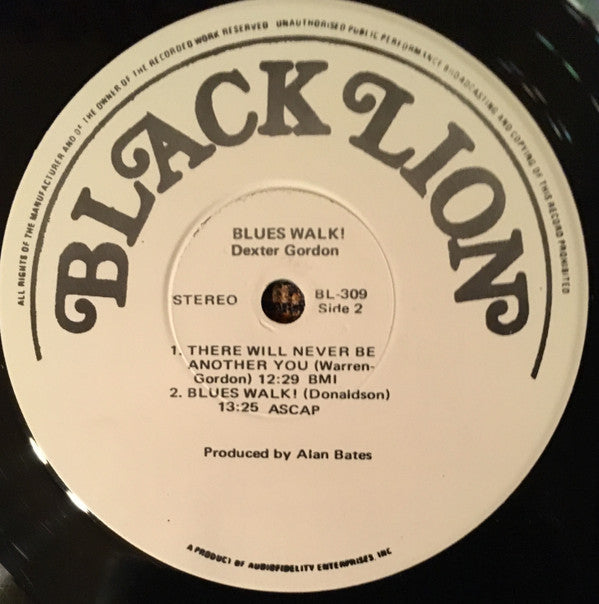 ALL RIGHTS OF THE MANUFACTURER AND OF THE OWNER OF THE RECORDED WORK RESERVED UNAUTHORISED PUBLIC PERFORMANCE BROADCASTING AND COPYING OF THIS RECORD PROHIBITED
BLACK LION
BLUES WALK!
Dexter Gordon
STEREO
BL-309
Side 2
1. THERE WILL NEVER BE
ANOTHER YOU (Warren-
Gordon) 12:29 BMI
2. BLUES WALK! (Donaldson)
13:25 ASCAP
Produced by Alan Bates
A PRODUCT OF AUDIOFIDELITY ENTERPRISES, INC